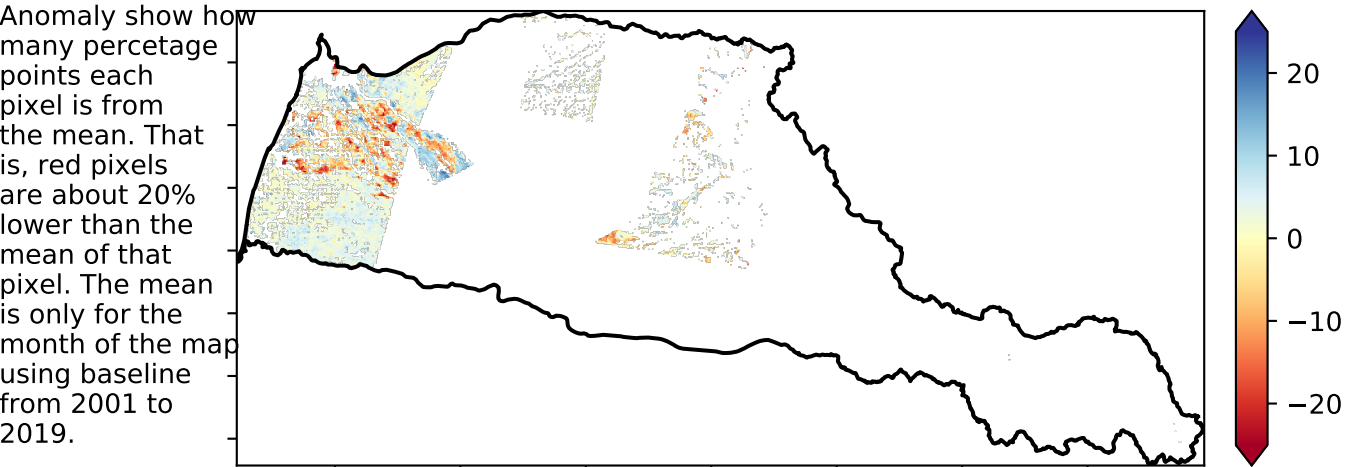 Anomaly show how
many percetage
points each
pixel is from
the mean. That
is, red pixels
are about 20%
lower than the
mean of that
pixel. The mean
is only for the
month of the map
using baseline
from 2001 to
2019.
20
10
0
−10
−20